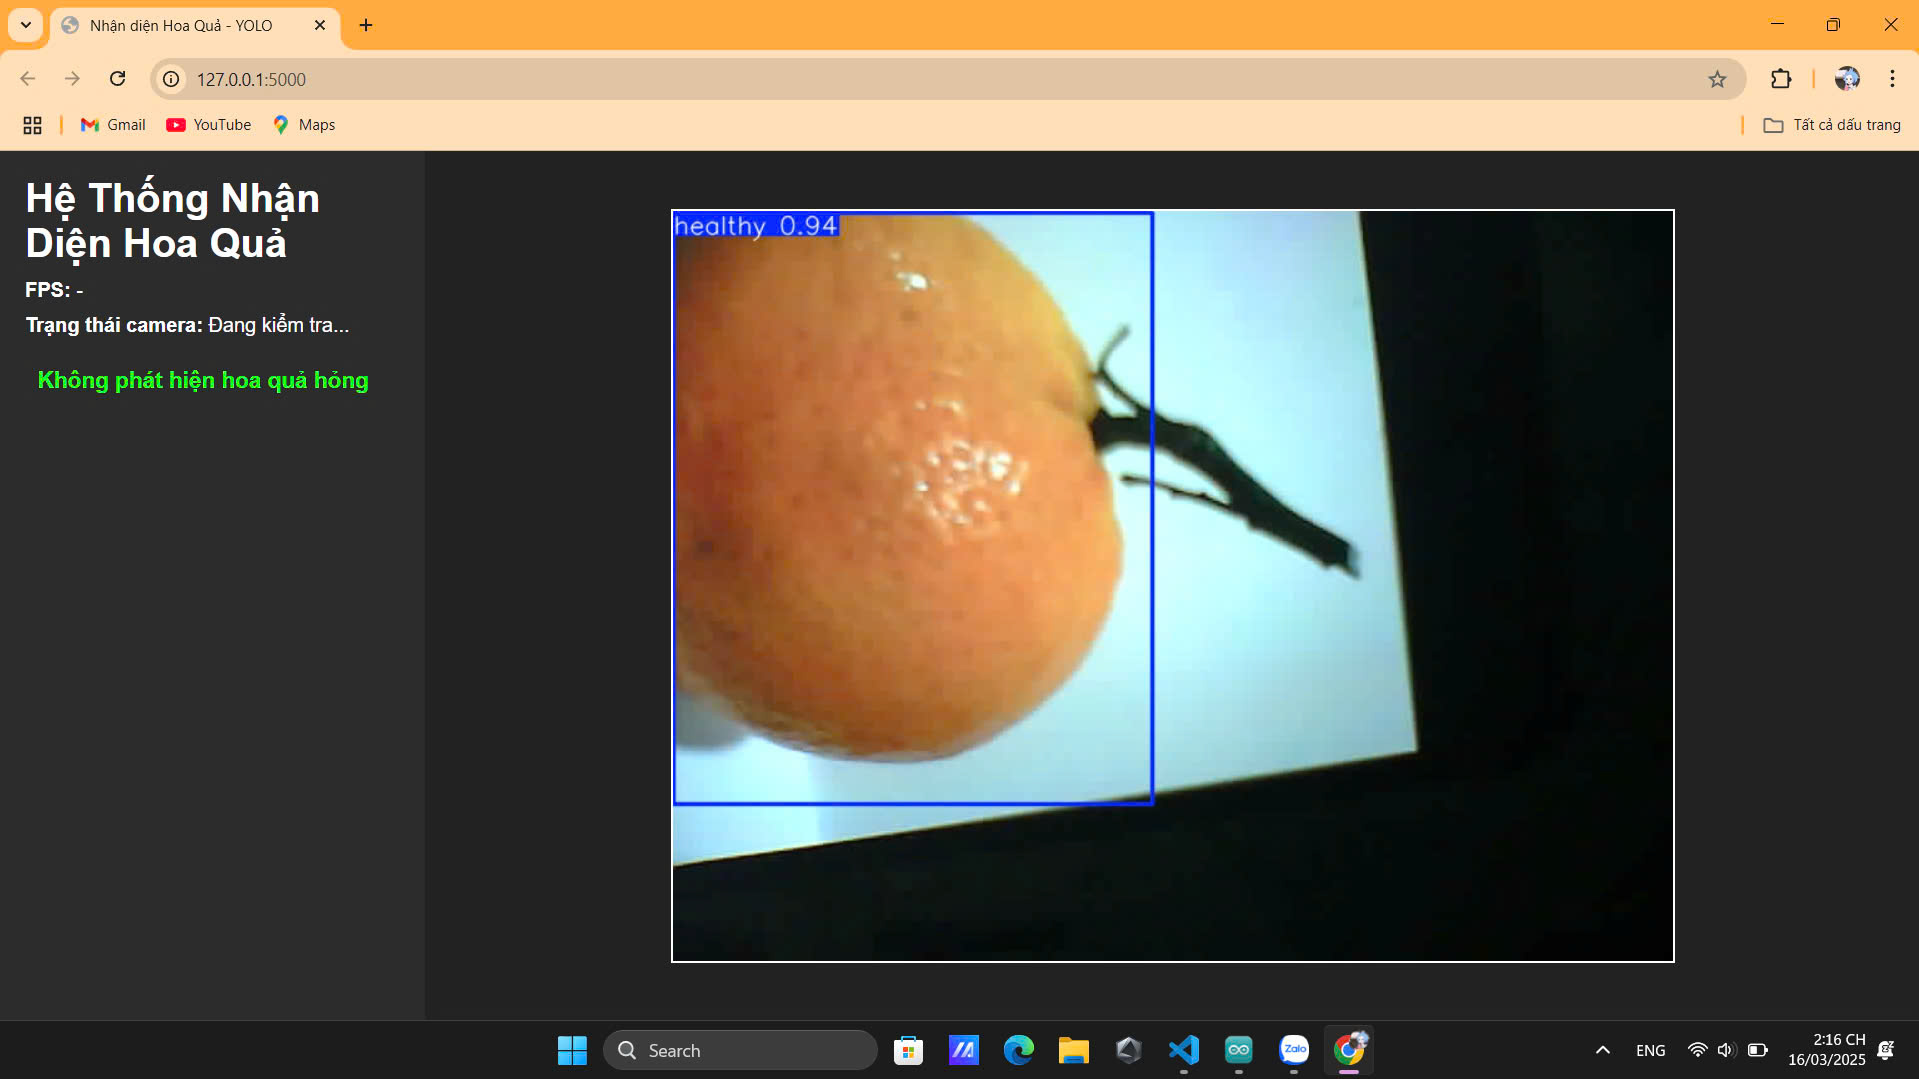 Nhận diện Hoa Quả - YOLO
127.0.0.1:5000
Gmail
YouTube
Maps
Tất cả dấu trang
Hệ Thống Nhận
Diện Hoa Quả
FPS: -
Trạng thái camera: Đang kiểm tra...
Không phát hiện hoa quả hỏng
healthy 0.94
Search
Zalo
ENG
2:16 CH
16/03/2025